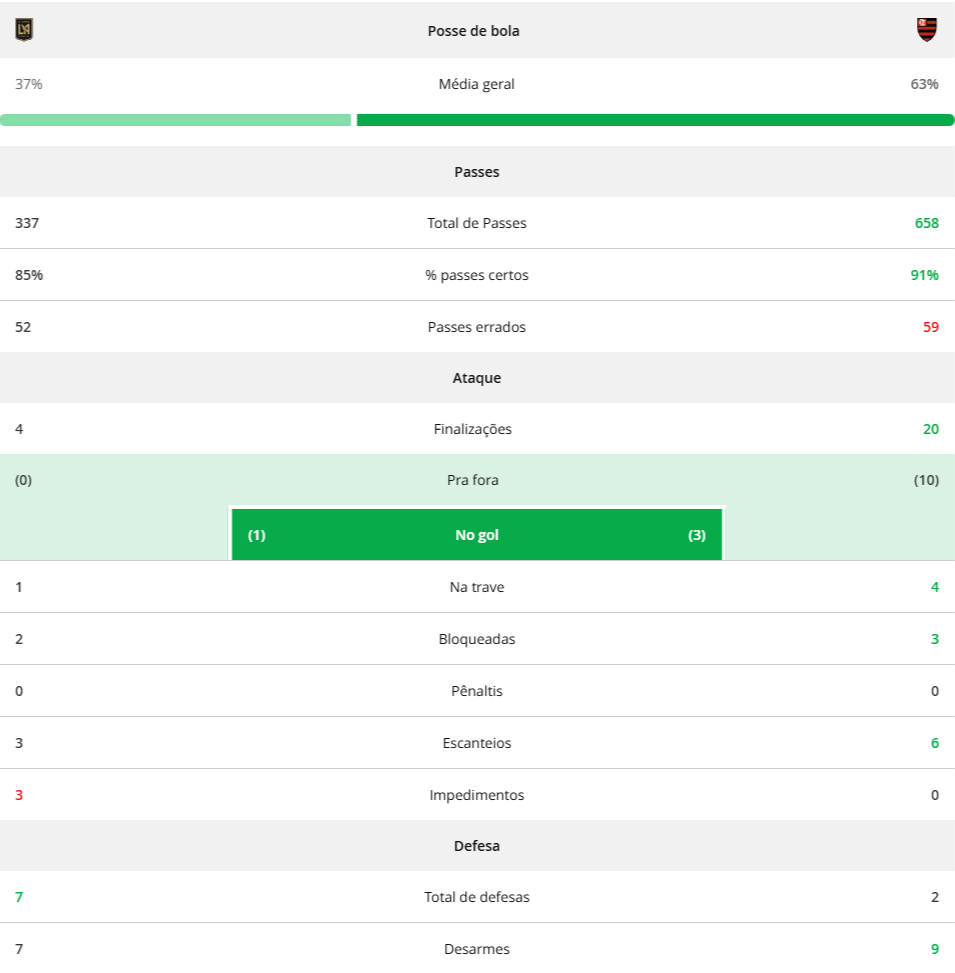 Posse de bola
37% Média geral 63%
Passes
337 Total de Passes 658
85% % passes certos 91%
52 Passes errados 59
Ataque
4 Finalizações 20
(0) Pra fora (10)
(1) No gol (3)
1 Na trave 4
2 Bloqueadas 3
0 Pênaltis 0
3 Escanteios 6
3 Impedimentos 0
Defesa
7 Total de defesas 2
7 Desarmes 9